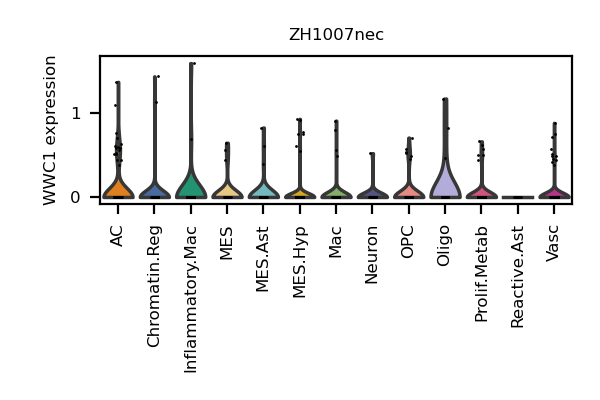 ZH1007nec
WWC1 expression
1
0
AC
Chromatin.Reg
Inflammatory.Mac
MES
MES.Ast
MES.Hyp
Mac
Neuron
OPC
Oligo
Prolif.Metab
Reactive.Ast
Vasc